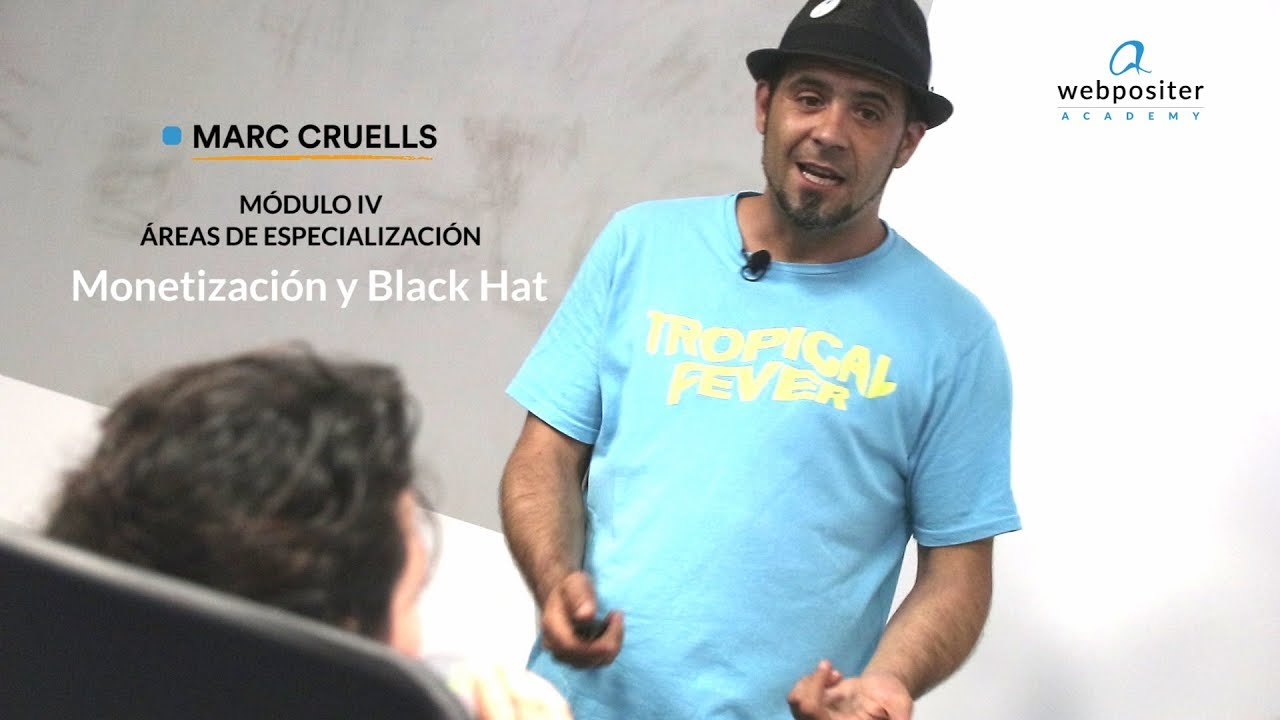 MARC CRUELLS
MÓDULO IV
ÁREAS DE ESPECIALIZACIÓN
Monetización y Black Hat
webpositer
ACADEMY
TROPICAL
FEVER